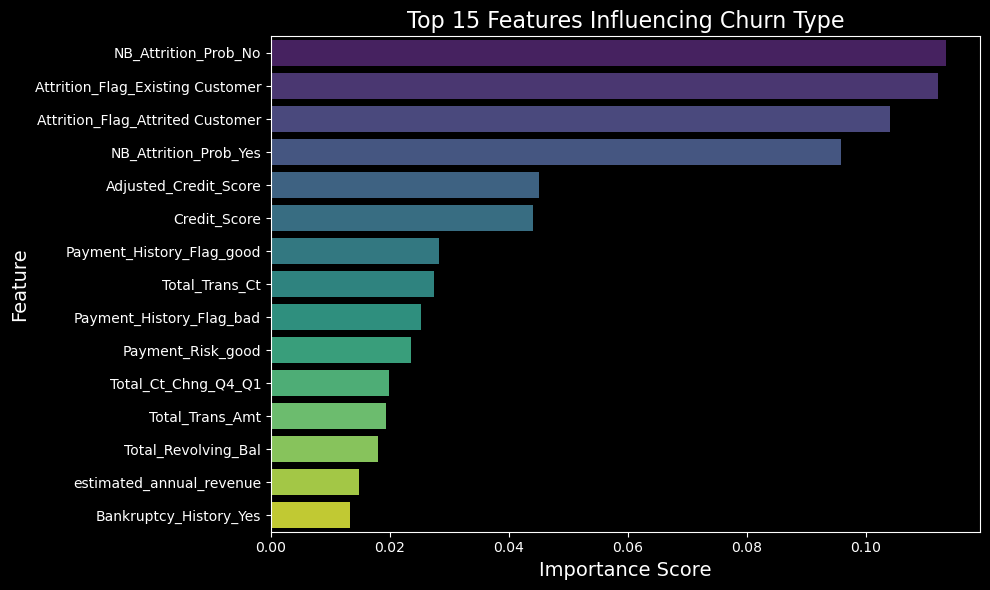 Top 15 Features Influencing Churn Type
Feature
NB_Attrition_Prob_No
Attrition_Flag_Existing Customer
Attrition_Flag_Attrited Customer
NB_Attrition_Prob_Yes
Adjusted_Credit_Score
Credit_Score
Payment_History_Flag_good
Total_Trans_Ct
Payment_History_Flag_bad
Payment_Risk_good
Total_Ct_Chng_Q4_Q1
Total_Trans_Amt
Total_Revolving_Bal
estimated_annual_revenue
Bankruptcy_History_Yes
0.00 0.02 0.04 0.06 0.08 0.10
Importance Score